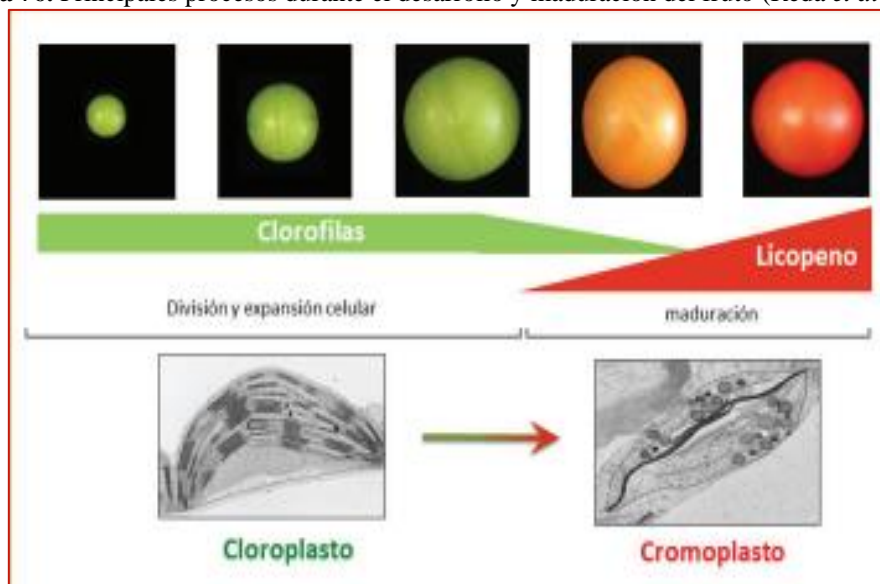 Principales procesos durante el desarrollo y maduración del fruto
Clorofilas
Licopeno
División y expansión celular
maduración
Cloroplasto
Cromoplasto